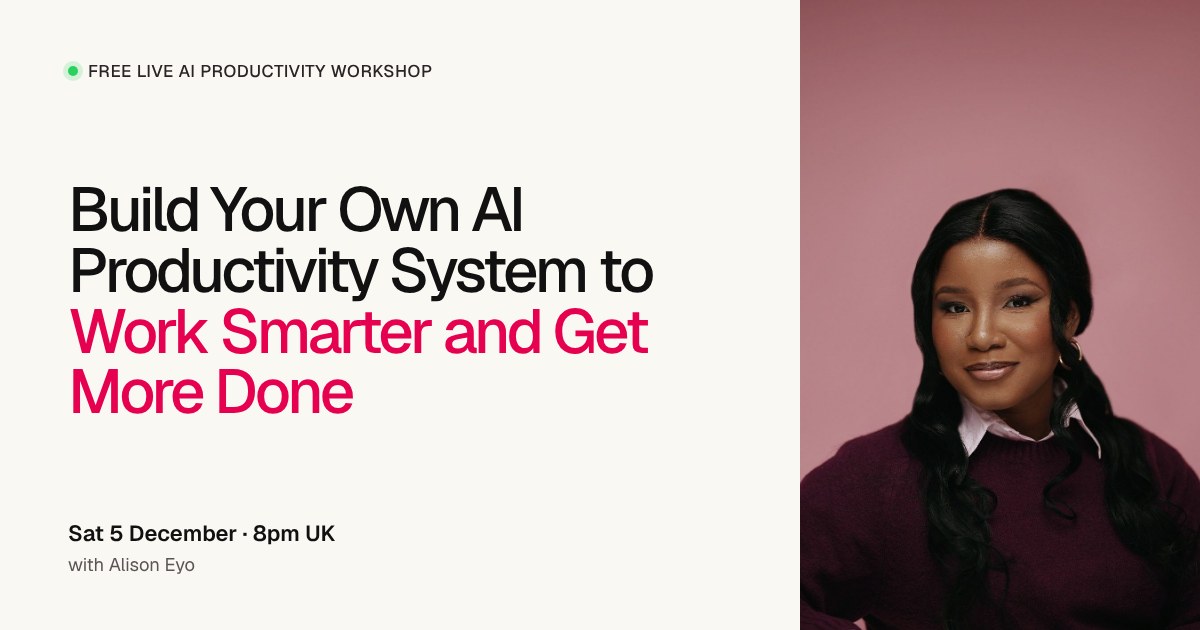 FREE LIVE AI PRODUCTIVITY WORKSHOP
Build Your Own AI
Productivity System to
Work Smarter and Get
More Done
Sat 5 December · 8pm UK
with Alison Eyo